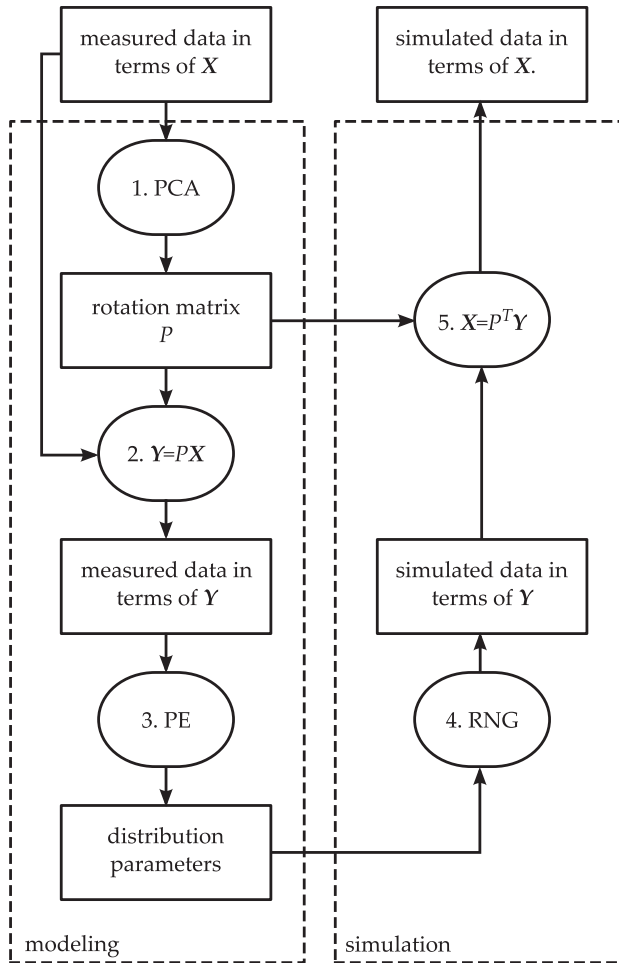 measured data in
terms of X
1. PCA
rotation matrix
P
2. Y=PX
measured data in
terms of Y
3. PE
distribution
parameters
modeling
simulated data in
terms of X.
5. X=PᵀY
simulated data in
terms of Y
4. RNG
simulation